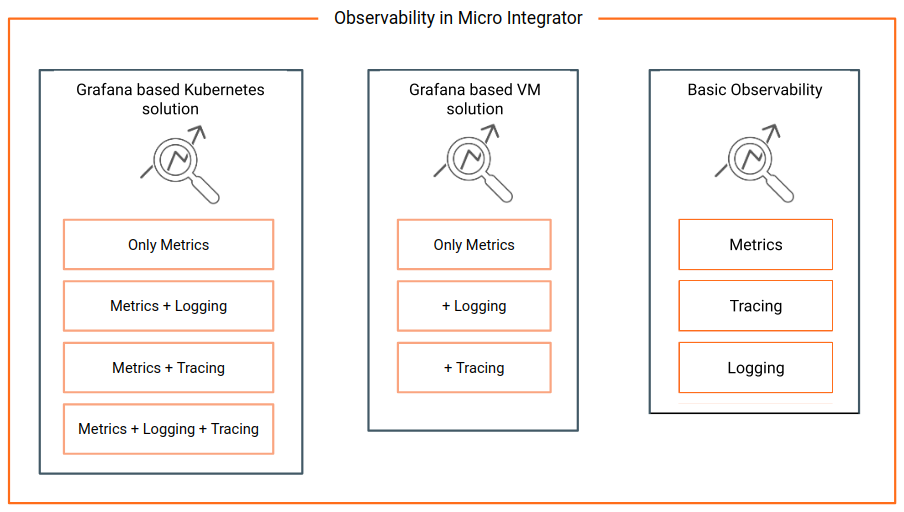 Observability in Micro Integrator
Grafana based Kubernetes
solution
Only Metrics
Metrics + Logging
Metrics + Tracing
Metrics + Logging + Tracing
Grafana based VM
solution
Only Metrics
+ Logging
+ Tracing
Basic Observability
Metrics
Tracing
Logging